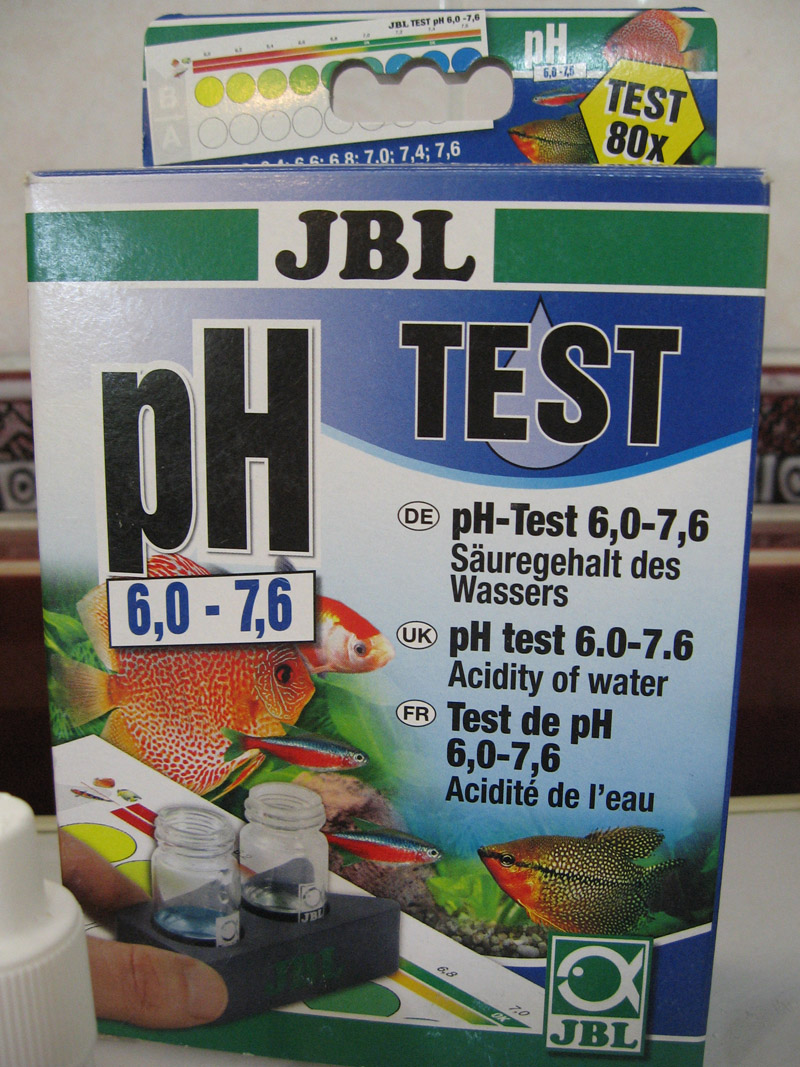 JBL TEST pH 6,0 -7,6
pH
6,0 - 7,6
TEST
80x
B
A
6,6; 6,8; 7,0; 7,4; 7,6
JBL
pH
6,0 - 7,6
TEST
DE pH-Test 6,0-7,6
Säuregehalt des
Wassers
UK pH test 6.0-7.6
Acidity of water
FR Test de pH
6,0-7,6
Acidité de l'eau
JBL
JBL
6,8
7,0
OK
JBL